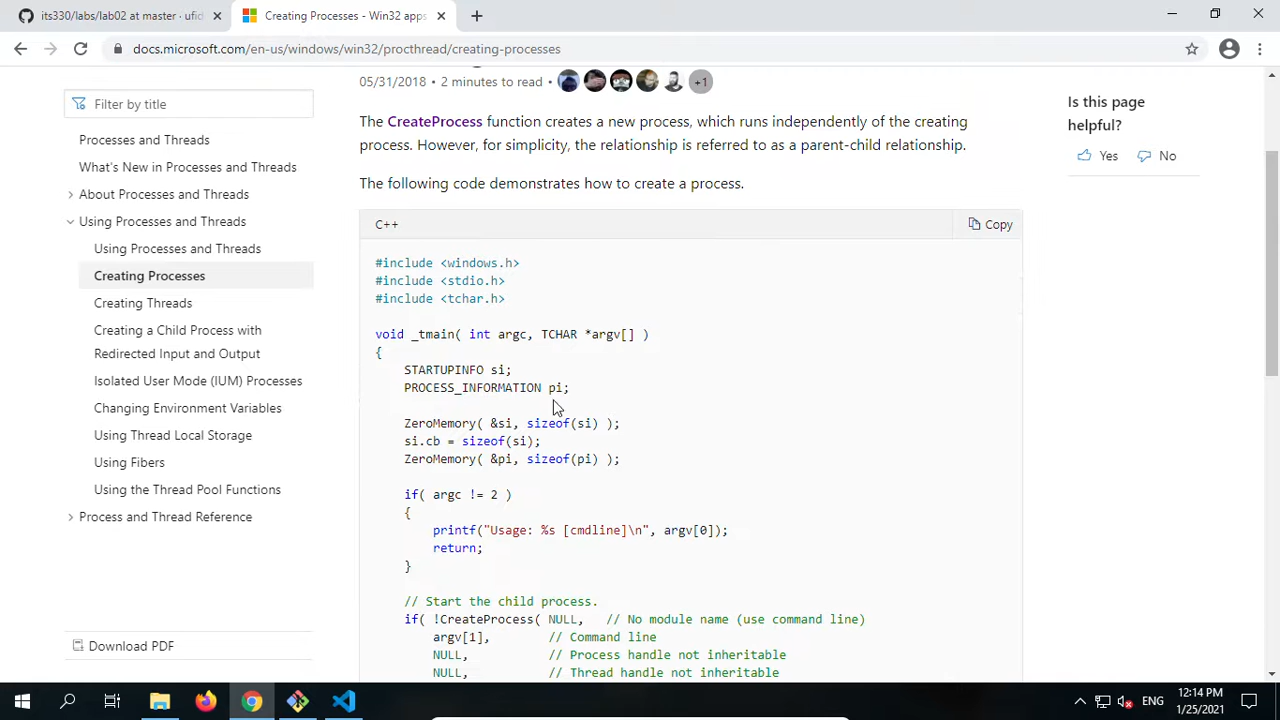 its330/labs/lab02 at master · ufid
Creating Processes - Win32 apps
docs.microsoft.com/en-us/windows/win32/procthread/creating-processes
Filter by title
Processes and Threads
What's New in Processes and Threads
About Processes and Threads
Using Processes and Threads
Using Processes and Threads
Creating Processes
Creating Threads
Creating a Child Process with
Redirected Input and Output
Isolated User Mode (IUM) Processes
Changing Environment Variables
Using Thread Local Storage
Using Fibers
Using the Thread Pool Functions
Process and Thread Reference
Download PDF
05/31/2018 • 2 minutes to read •
+1
The CreateProcess function creates a new process, which runs independently of the creating
process. However, for simplicity, the relationship is referred to as a parent-child relationship.
The following code demonstrates how to create a process.
C++
Copy
#include <windows.h>
#include <stdio.h>
#include <tchar.h>
void _tmain( int argc, TCHAR *argv[] )
{
STARTUPINFO si;
PROCESS_INFORMATION pi;
ZeroMemory( &si, sizeof(si) );
si.cb = sizeof(si);
ZeroMemory( &pi, sizeof(pi) );
if( argc != 2 )
{
printf("Usage: %s [cmdline]\n", argv[0]);
return;
}
// Start the child process.
if( !CreateProcess( NULL,   // No module name (use command line)
argv[1],        // Command line
NULL,           // Process handle not inheritable
NULL,           // Thread handle not inheritable
Is this page
helpful?
Yes
No
ENG
12:14 PM
1/25/2021